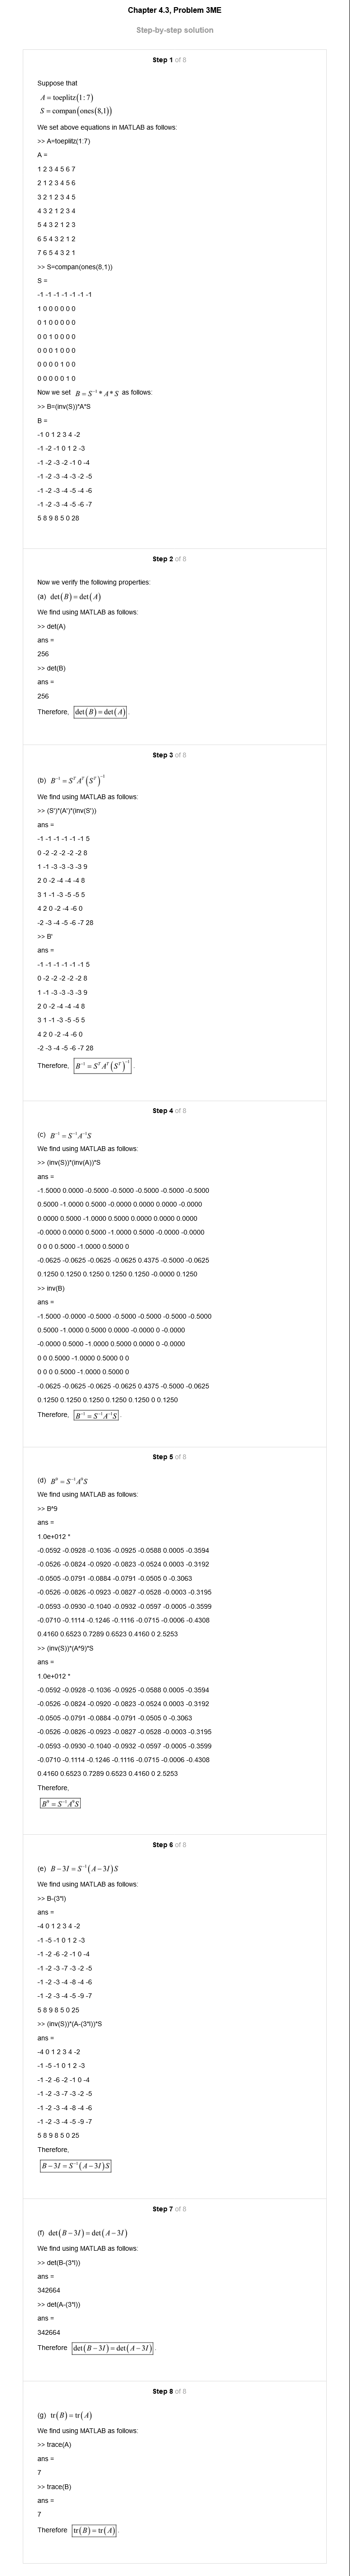 Chapter 4.3, Problem 3ME
Step-by-step solution
Step 1 of 8
Suppose that
A = toeplitz(1:7)
S = compan(ones(8,1))
We set above equations in MATLAB as follows:
>> A=toeplitz(1:7)
A =
1 2 3 4 5 6 7
2 1 2 3 4 5 6
3 2 1 2 3 4 5
4 3 2 1 2 3 4
5 4 3 2 1 2 3
6 5 4 3 2 1 2
7 6 5 4 3 2 1
>> S=compan(ones(8,1))
S =
-1 -1 -1 -1 -1 -1 -1
1 0 0 0 0 0 0
0 1 0 0 0 0 0
0 0 1 0 0 0 0
0 0 0 1 0 0 0
0 0 0 0 1 0 0
0 0 0 0 0 1 0
Now we set B = S⁻¹ * A * S as follows:
>> B=(inv(S))*A*S
B =
-1 0 1 2 3 4 -2
-1 -2 -1 0 1 2 -3
-1 -2 -3 -2 -1 0 -4
-1 -2 -3 -4 -3 -2 -5
-1 -2 -3 -4 -5 -4 -6
-1 -2 -3 -4 -5 -6 -7
5 8 9 8 5 0 28
Step 2 of 8
Now we verify the following properties:
(a) det(B) = det(A)
We find using MATLAB as follows:
>> det(A)
ans =
256
>> det(B)
ans =
256
Therefore, det(B) = det(A).
Step 3 of 8
(b) B⁻¹ = Sᵀ Aᵀ (Sᵀ)⁻¹
We find using MATLAB as follows:
>> (S')*(A')*(inv(S'))
ans =
-1 -1 -1 -1 -1 -1 5
0 -2 -2 -2 -2 -2 8
1 -1 -3 -3 -3 -3 9
2 0 -2 -4 -4 -4 8
3 1 -1 -3 -5 -5 5
4 2 0 -2 -4 -6 0
-2 -3 -4 -5 -6 -7 28
>> B'
ans =
-1 -1 -1 -1 -1 -1 5
0 -2 -2 -2 -2 -2 8
1 -1 -3 -3 -3 -3 9
2 0 -2 -4 -4 -4 8
3 1 -1 -3 -5 -5 5
4 2 0 -2 -4 -6 0
-2 -3 -4 -5 -6 -7 28
Therefore, B⁻¹ = Sᵀ Aᵀ (Sᵀ)⁻¹.
Step 4 of 8
(c) B⁻¹ = S⁻¹A⁻¹S
We find using MATLAB as follows:
>> (inv(S))*(inv(A))*S
ans =
-1.5000 0.0000 -0.5000 -0.5000 -0.5000 -0.5000 -0.5000
0.5000 -1.0000 0.5000 -0.0000 0.0000 0.0000 -0.0000
0.0000 0.5000 -1.0000 0.5000 0.0000 0.0000 0.0000
-0.0000 0.0000 0.5000 -1.0000 0.5000 -0.0000 -0.0000
0 0 0 0.5000 -1.0000 0.5000 0
-0.0625 -0.0625 -0.0625 -0.0625 0.4375 -0.5000 -0.0625
0.1250 0.1250 0.1250 0.1250 0.1250 -0.0000 0.1250
>> inv(B)
ans =
-1.5000 -0.0000 -0.5000 -0.5000 -0.5000 -0.5000 -0.5000
0.5000 -1.0000 0.5000 0.0000 -0.0000 0 -0.0000
-0.0000 0.5000 -1.0000 0.5000 0.0000 0 -0.0000
0 0 0.5000 -1.0000 0.5000 0 0
0 0 0 0.5000 -1.0000 0.5000 0
-0.0625 -0.0625 -0.0625 -0.0625 0.4375 -0.5000 -0.0625
0.1250 0.1250 0.1250 0.1250 0.1250 0 0.1250
Therefore, B⁻¹ = S⁻¹A⁻¹S.
Step 5 of 8
(d) B⁹ = S⁻¹A⁹S
We find using MATLAB as follows:
>> B^9
ans =
1.0e+012 *
-0.0592 -0.0928 -0.1036 -0.0925 -0.0588 0.0005 -0.3594
-0.0526 -0.0824 -0.0920 -0.0823 -0.0524 0.0003 -0.3192
-0.0505 -0.0791 -0.0884 -0.0791 -0.0505 0 -0.3063
-0.0526 -0.0826 -0.0923 -0.0827 -0.0528 -0.0003 -0.3195
-0.0593 -0.0930 -0.1040 -0.0932 -0.0597 -0.0005 -0.3599
-0.0710 -0.1114 -0.1246 -0.1116 -0.0715 -0.0006 -0.4308
0.4160 0.6523 0.7289 0.6523 0.4160 0 2.5253
>> (inv(S))*(A^9)*S
ans =
1.0e+012 *
-0.0592 -0.0928 -0.1036 -0.0925 -0.0588 0.0005 -0.3594
-0.0526 -0.0824 -0.0920 -0.0823 -0.0524 0.0003 -0.3192
-0.0505 -0.0791 -0.0884 -0.0791 -0.0505 0 -0.3063
-0.0526 -0.0826 -0.0923 -0.0827 -0.0528 -0.0003 -0.3195
-0.0593 -0.0930 -0.1040 -0.0932 -0.0597 -0.0005 -0.3599
-0.0710 -0.1114 -0.1246 -0.1116 -0.0715 -0.0006 -0.4308
0.4160 0.6523 0.7289 0.6523 0.4160 0 2.5253
Therefore,
B⁹ = S⁻¹A⁹S
Step 6 of 8
(e) B − 3I = S⁻¹(A − 3I)S
We find using MATLAB as follows:
>> B-(3*I)
ans =
-4 0 1 2 3 4 -2
-1 -5 -1 0 1 2 -3
-1 -2 -6 -2 -1 0 -4
-1 -2 -3 -7 -3 -2 -5
-1 -2 -3 -4 -8 -4 -6
-1 -2 -3 -4 -5 -9 -7
5 8 9 8 5 0 25
>> (inv(S))*(A-(3*I))*S
ans =
-4 0 1 2 3 4 -2
-1 -5 -1 0 1 2 -3
-1 -2 -6 -2 -1 0 -4
-1 -2 -3 -7 -3 -2 -5
-1 -2 -3 -4 -8 -4 -6
-1 -2 -3 -4 -5 -9 -7
5 8 9 8 5 0 25
Therefore,
B − 3I = S⁻¹(A − 3I)S
Step 7 of 8
(f) det(B − 3I) = det(A − 3I)
We find using MATLAB as follows:
>> det(B-(3*I))
ans =
342664
>> det(A-(3*I))
ans =
342664
Therefore det(B − 3I) = det(A − 3I).
Step 8 of 8
(g) tr(B) = tr(A)
We find using MATLAB as follows:
>> trace(A)
ans =
7
>> trace(B)
ans =
7
Therefore tr(B) = tr(A).